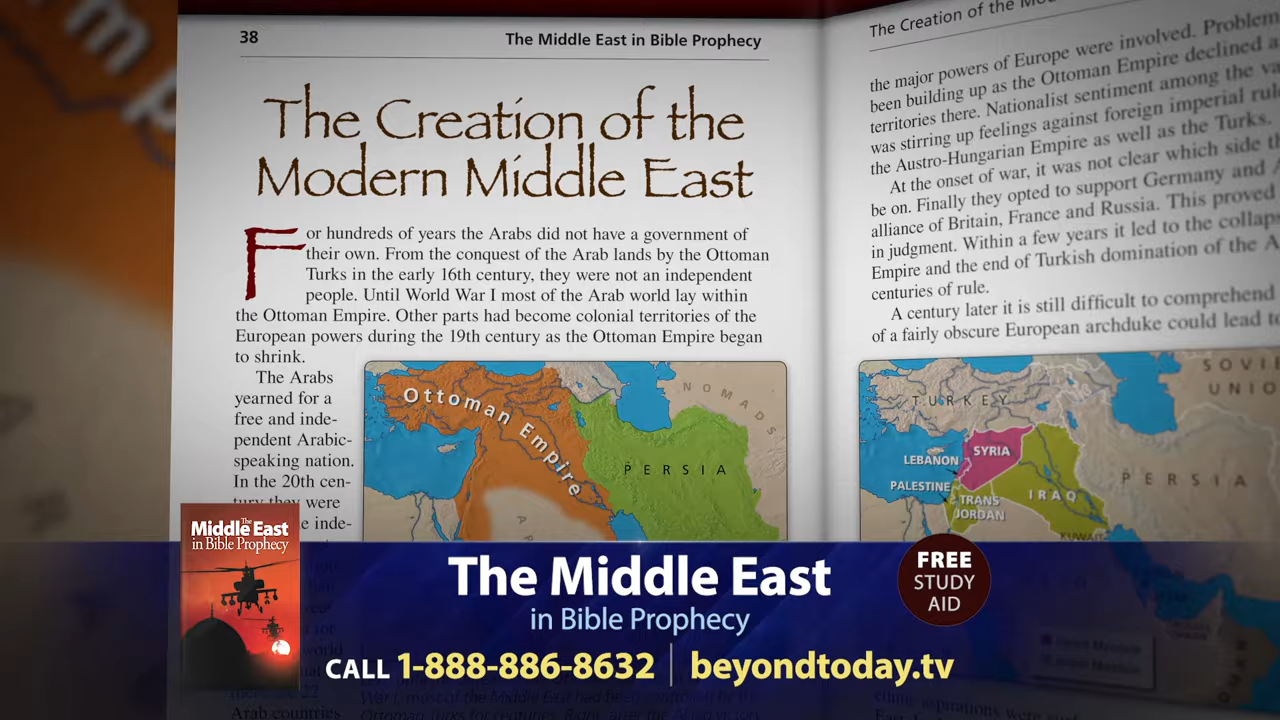 38
The Middle East in Bible Prophecy
The Creation of the
Modern Middle East
For hundreds of years the Arabs did not have a government of
their own. From the conquest of the Arab lands by the Ottoman
Turks in the early 16th century, they were not an independent
people. Until World War I most of the Arab world lay within
the Ottoman Empire. Other parts had become colonial territories of the
European powers during the 19th century as the Ottoman Empire began
to shrink.
The Arabs
yearned for a
free and inde-
pendent Arabic-
speaking nation.
In the 20th cen-
tury they were
inde-
Ottoman Empire
NOMADS
PERSIA
The Creation of the
the major powers of Europe were involved.
been building up as the Ottoman Empire declined
territories there. Nationalist sentiment among the
was stirring up feelings against foreign imperial
the Austro-Hungarian Empire as well as the Turks.
At the onset of war, it was not clear which side
be on. Finally they opted to support Germany and
alliance of Britain, France and Russia. This proved
in judgment. Within a few years it led to the
Empire and the end of Turkish domination of the
centuries of rule.
A century later it is still difficult to comprehend
of a fairly obscure European archduke could lead
SOVI
UNIO
TURKEY
SYRIA
LEBANON
PALESTINE
TRANS
JORDAN
IRAQ
PERSIA
KUWAIT
The
Middle East
in Bible Prophecy
The Middle East
in Bible Prophecy
FREE
STUDY
AID
CALL 1-888-886-8632 | beyondtoday.tv
Arab countries